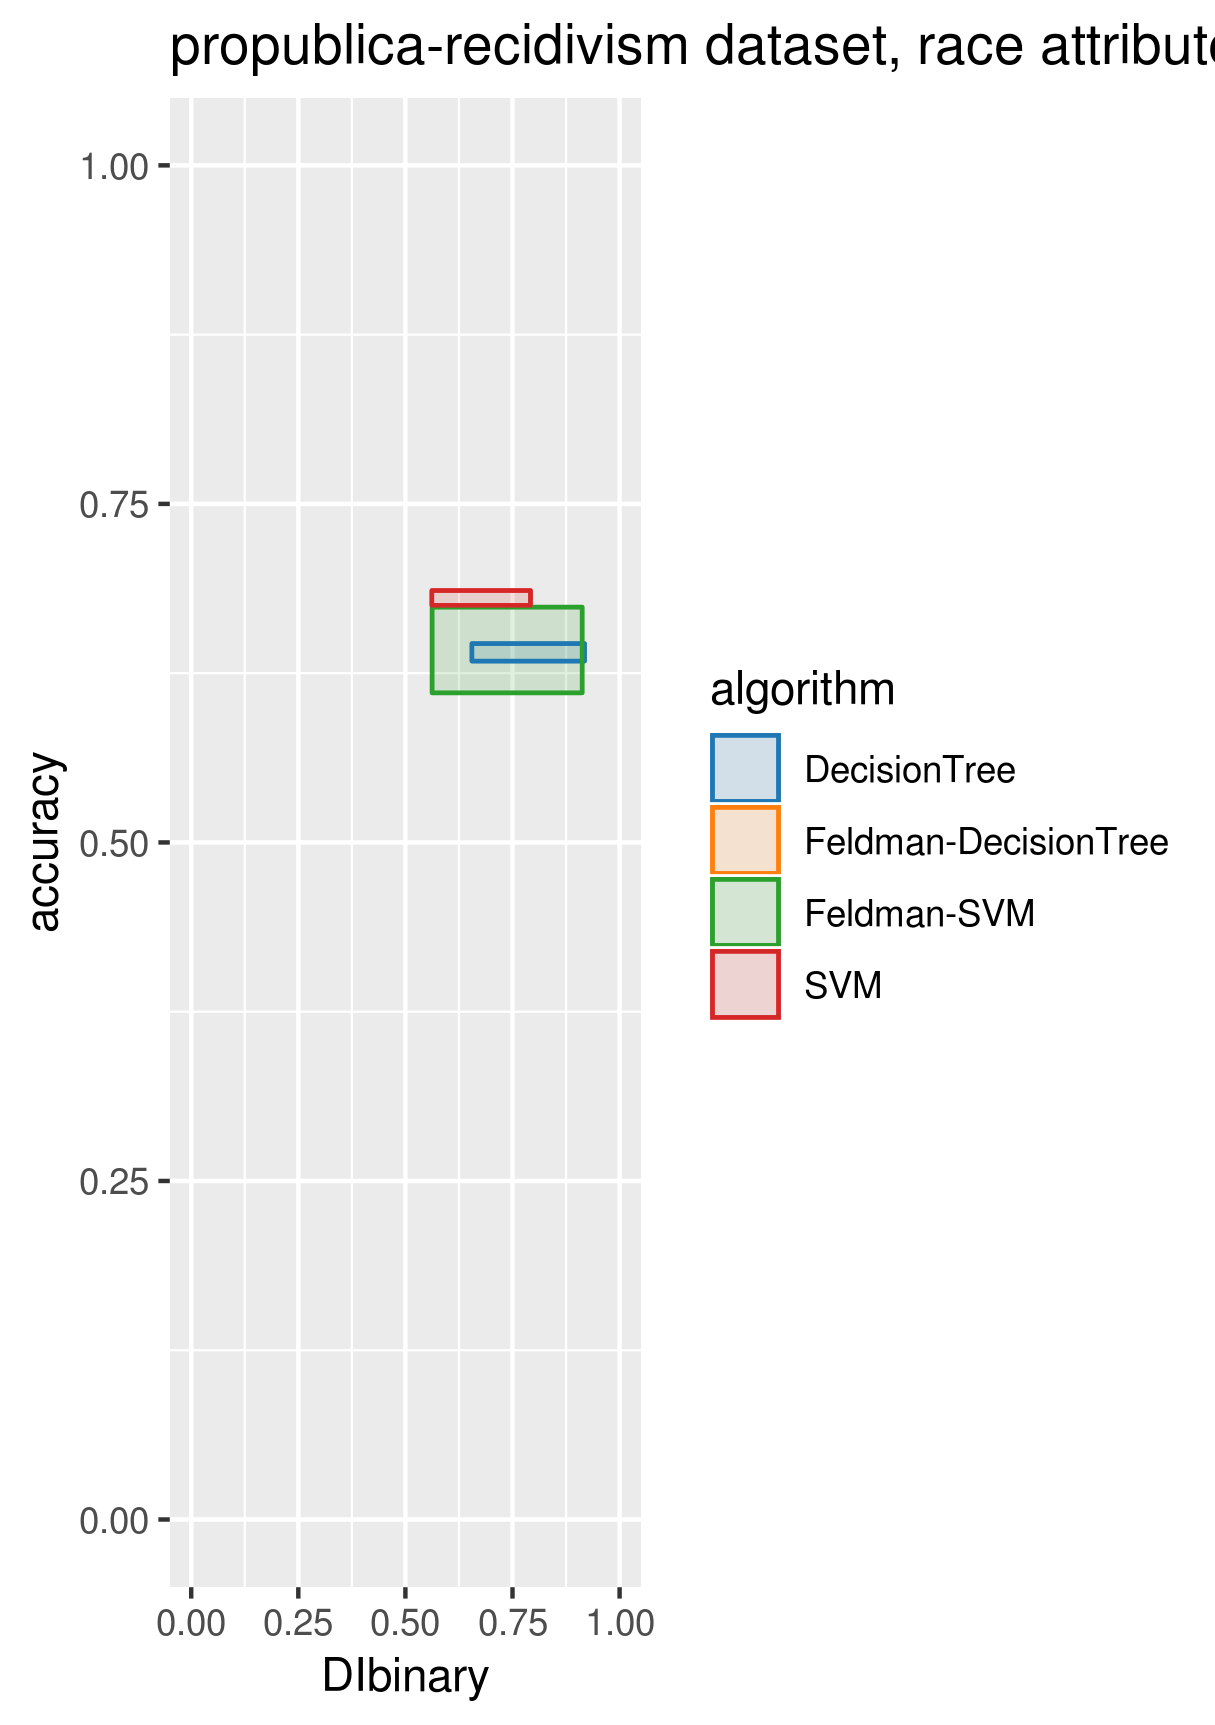 propublica-recidivism dataset, race attribute
1.00
0.75
0.50
0.25
0.00
accuracy
0.00 0.25 0.50 0.75 1.00
DIbinary
algorithm
DecisionTree
Feldman-DecisionTree
Feldman-SVM
SVM